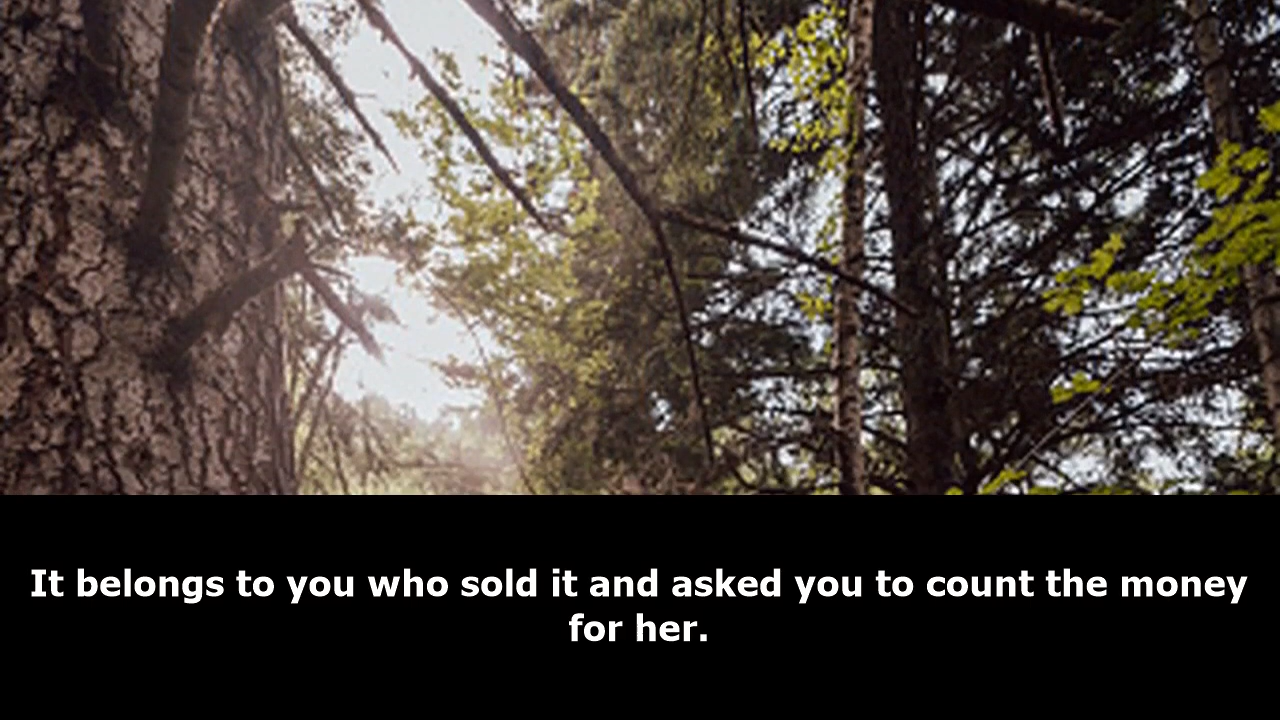 It belongs to you who sold it and asked you to count the money
for her.